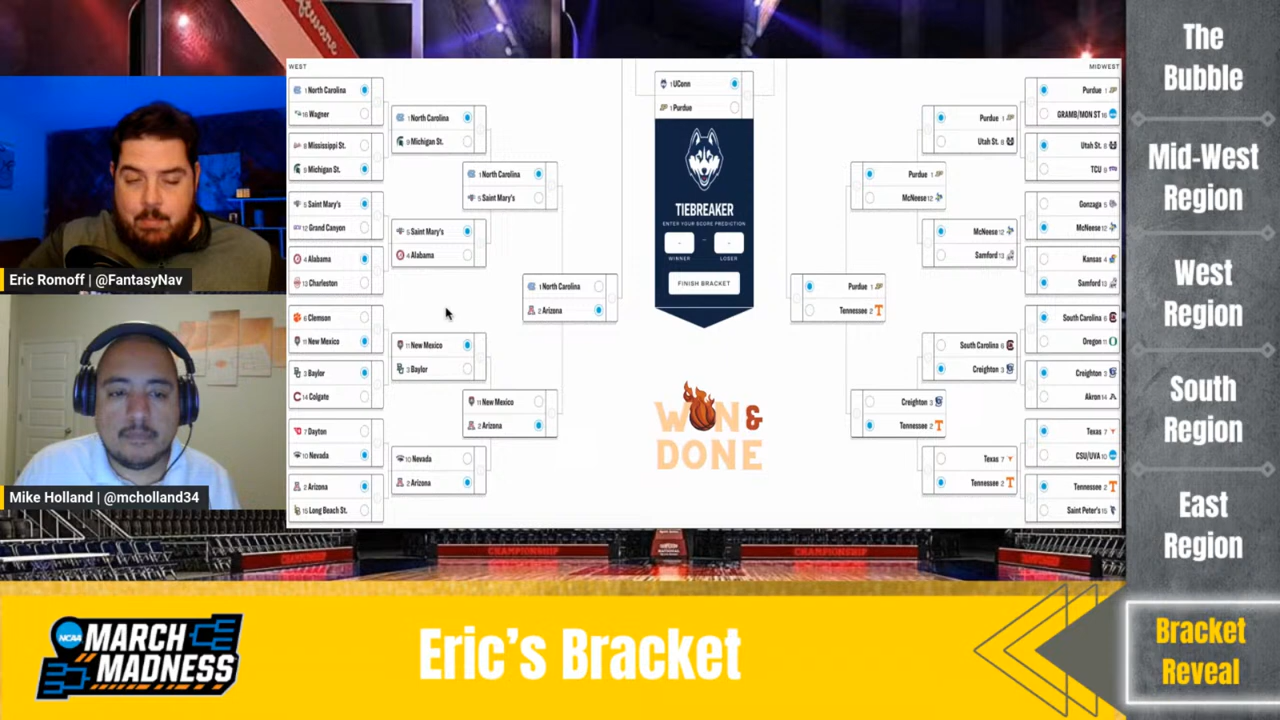 The
Bubble
Mid-West
Region
West
Region
South
Region
East
Region
Bracket
Reveal
Eric Romoff | @FantasyNav
Mike Holland | @mcholland34
WEST
1 North Carolina
16 Wagner
8 Mississippi St.
9 Michigan St.
5 Saint Mary's
12 Grand Canyon
4 Alabama
13 Charleston
6 Clemson
11 New Mexico
3 Baylor
14 Colgate
7 Dayton
10 Nevada
2 Arizona
15 Long Beach St.
1 North Carolina
9 Michigan St.
5 Saint Mary's
4 Alabama
11 New Mexico
3 Baylor
10 Nevada
2 Arizona
1 North Carolina
5 Saint Mary's
11 New Mexico
2 Arizona
1 North Carolina
2 Arizona
1 UConn
1 Purdue
TIEBREAKER
ENTER YOUR SCORE PREDICTION
- - -
WINNER LOSER
FINISH BRACKET
WIN &
DONE
MIDWEST
Purdue 1
Tennessee 2
Purdue 1
McNeese 12
Creighton 3
Tennessee 2
Purdue 1
Utah St. 8
McNeese 12
Samford 13
South Carolina 6
Creighton 3
Texas 7
Tennessee 2
Purdue 1
GRAMB/MON ST 16
Utah St. 8
TCU 9
Gonzaga 5
McNeese 12
Kansas 4
Samford 13
South Carolina 6
Oregon 11
Creighton 3
Akron 14
Texas 7
CSU/UVA 10
Tennessee 2
Saint Peter's 15
CHAMPIONSHIP
CHAMPIONSHIP
NCAA
MARCH
MADNESS
Eric's Bracket